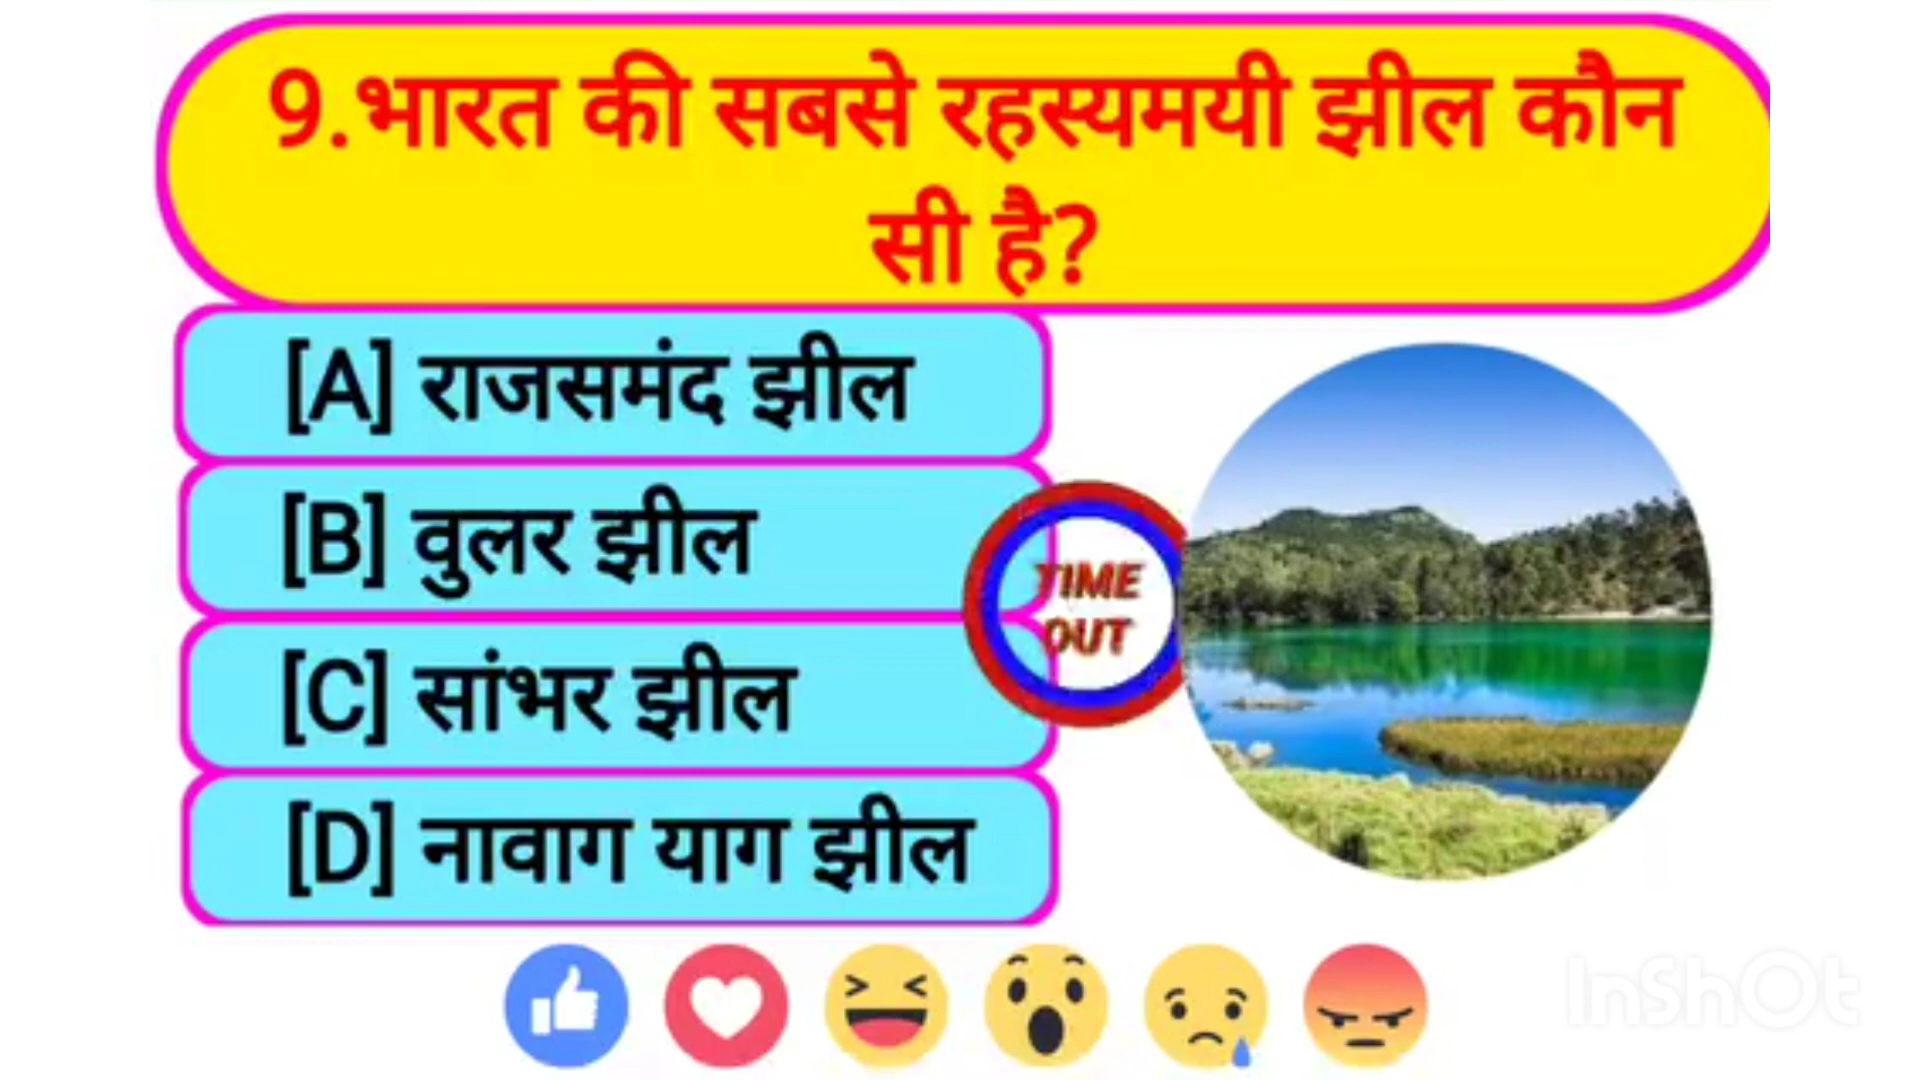 9.भारत की सबसे रहस्यमयी झील कौन
सी है?
[A] राजसमंद झील
[B] वुलर झील
[C] सांभर झील
[D] नावाग याग झील
TIME
OUT
InShOt